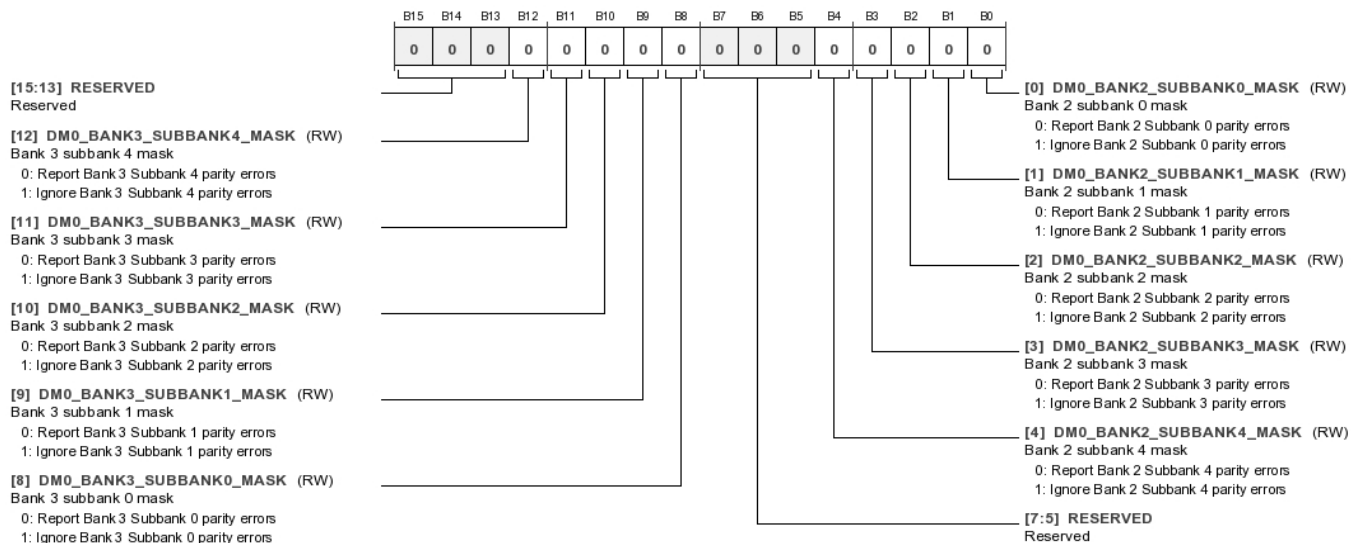 B15 B14 B13 B12 B11 B10 B9 B8 B7 B6 B5 B4 B3 B2 B1 B0
0 0 0 0 0 0 0 0 0 0 0 0 0 0 0 0
[15:13] RESERVED
Reserved
[12] DM0_BANK3_SUBBANK4_MASK (RW)
Bank 3 subbank 4 mask
0: Report Bank 3 Subbank 4 parity errors
1: Ignore Bank 3 Subbank 4 parity errors
[11] DM0_BANK3_SUBBANK3_MASK (RW)
Bank 3 subbank 3 mask
0: Report Bank 3 Subbank 3 parity errors
1: Ignore Bank 3 Subbank 3 parity errors
[10] DM0_BANK3_SUBBANK2_MASK (RW)
Bank 3 subbank 2 mask
0: Report Bank 3 Subbank 2 parity errors
1: Ignore Bank 3 Subbank 2 parity errors
[9] DM0_BANK3_SUBBANK1_MASK (RW)
Bank 3 subbank 1 mask
0: Report Bank 3 Subbank 1 parity errors
1: Ignore Bank 3 Subbank 1 parity errors
[8] DM0_BANK3_SUBBANK0_MASK (RW)
Bank 3 subbank 0 mask
0: Report Bank 3 Subbank 0 parity errors
1: Ignore Bank 3 Subbank 0 parity errors
[0] DM0_BANK2_SUBBANK0_MASK (RW)
Bank 2 subbank 0 mask
0: Report Bank 2 Subbank 0 parity errors
1: Ignore Bank 2 Subbank 0 parity errors
[1] DM0_BANK2_SUBBANK1_MASK (RW)
Bank 2 subbank 1 mask
0: Report Bank 2 Subbank 1 parity errors
1: Ignore Bank 2 Subbank 1 parity errors
[2] DM0_BANK2_SUBBANK2_MASK (RW)
Bank 2 subbank 2 mask
0: Report Bank 2 Subbank 2 parity errors
1: Ignore Bank 2 Subbank 2 parity errors
[3] DM0_BANK2_SUBBANK3_MASK (RW)
Bank 2 subbank 3 mask
0: Report Bank 2 Subbank 3 parity errors
1: Ignore Bank 2 Subbank 3 parity errors
[4] DM0_BANK2_SUBBANK4_MASK (RW)
Bank 2 subbank 4 mask
0: Report Bank 2 Subbank 4 parity errors
1: Ignore Bank 2 Subbank 4 parity errors
[7:5] RESERVED
Reserved